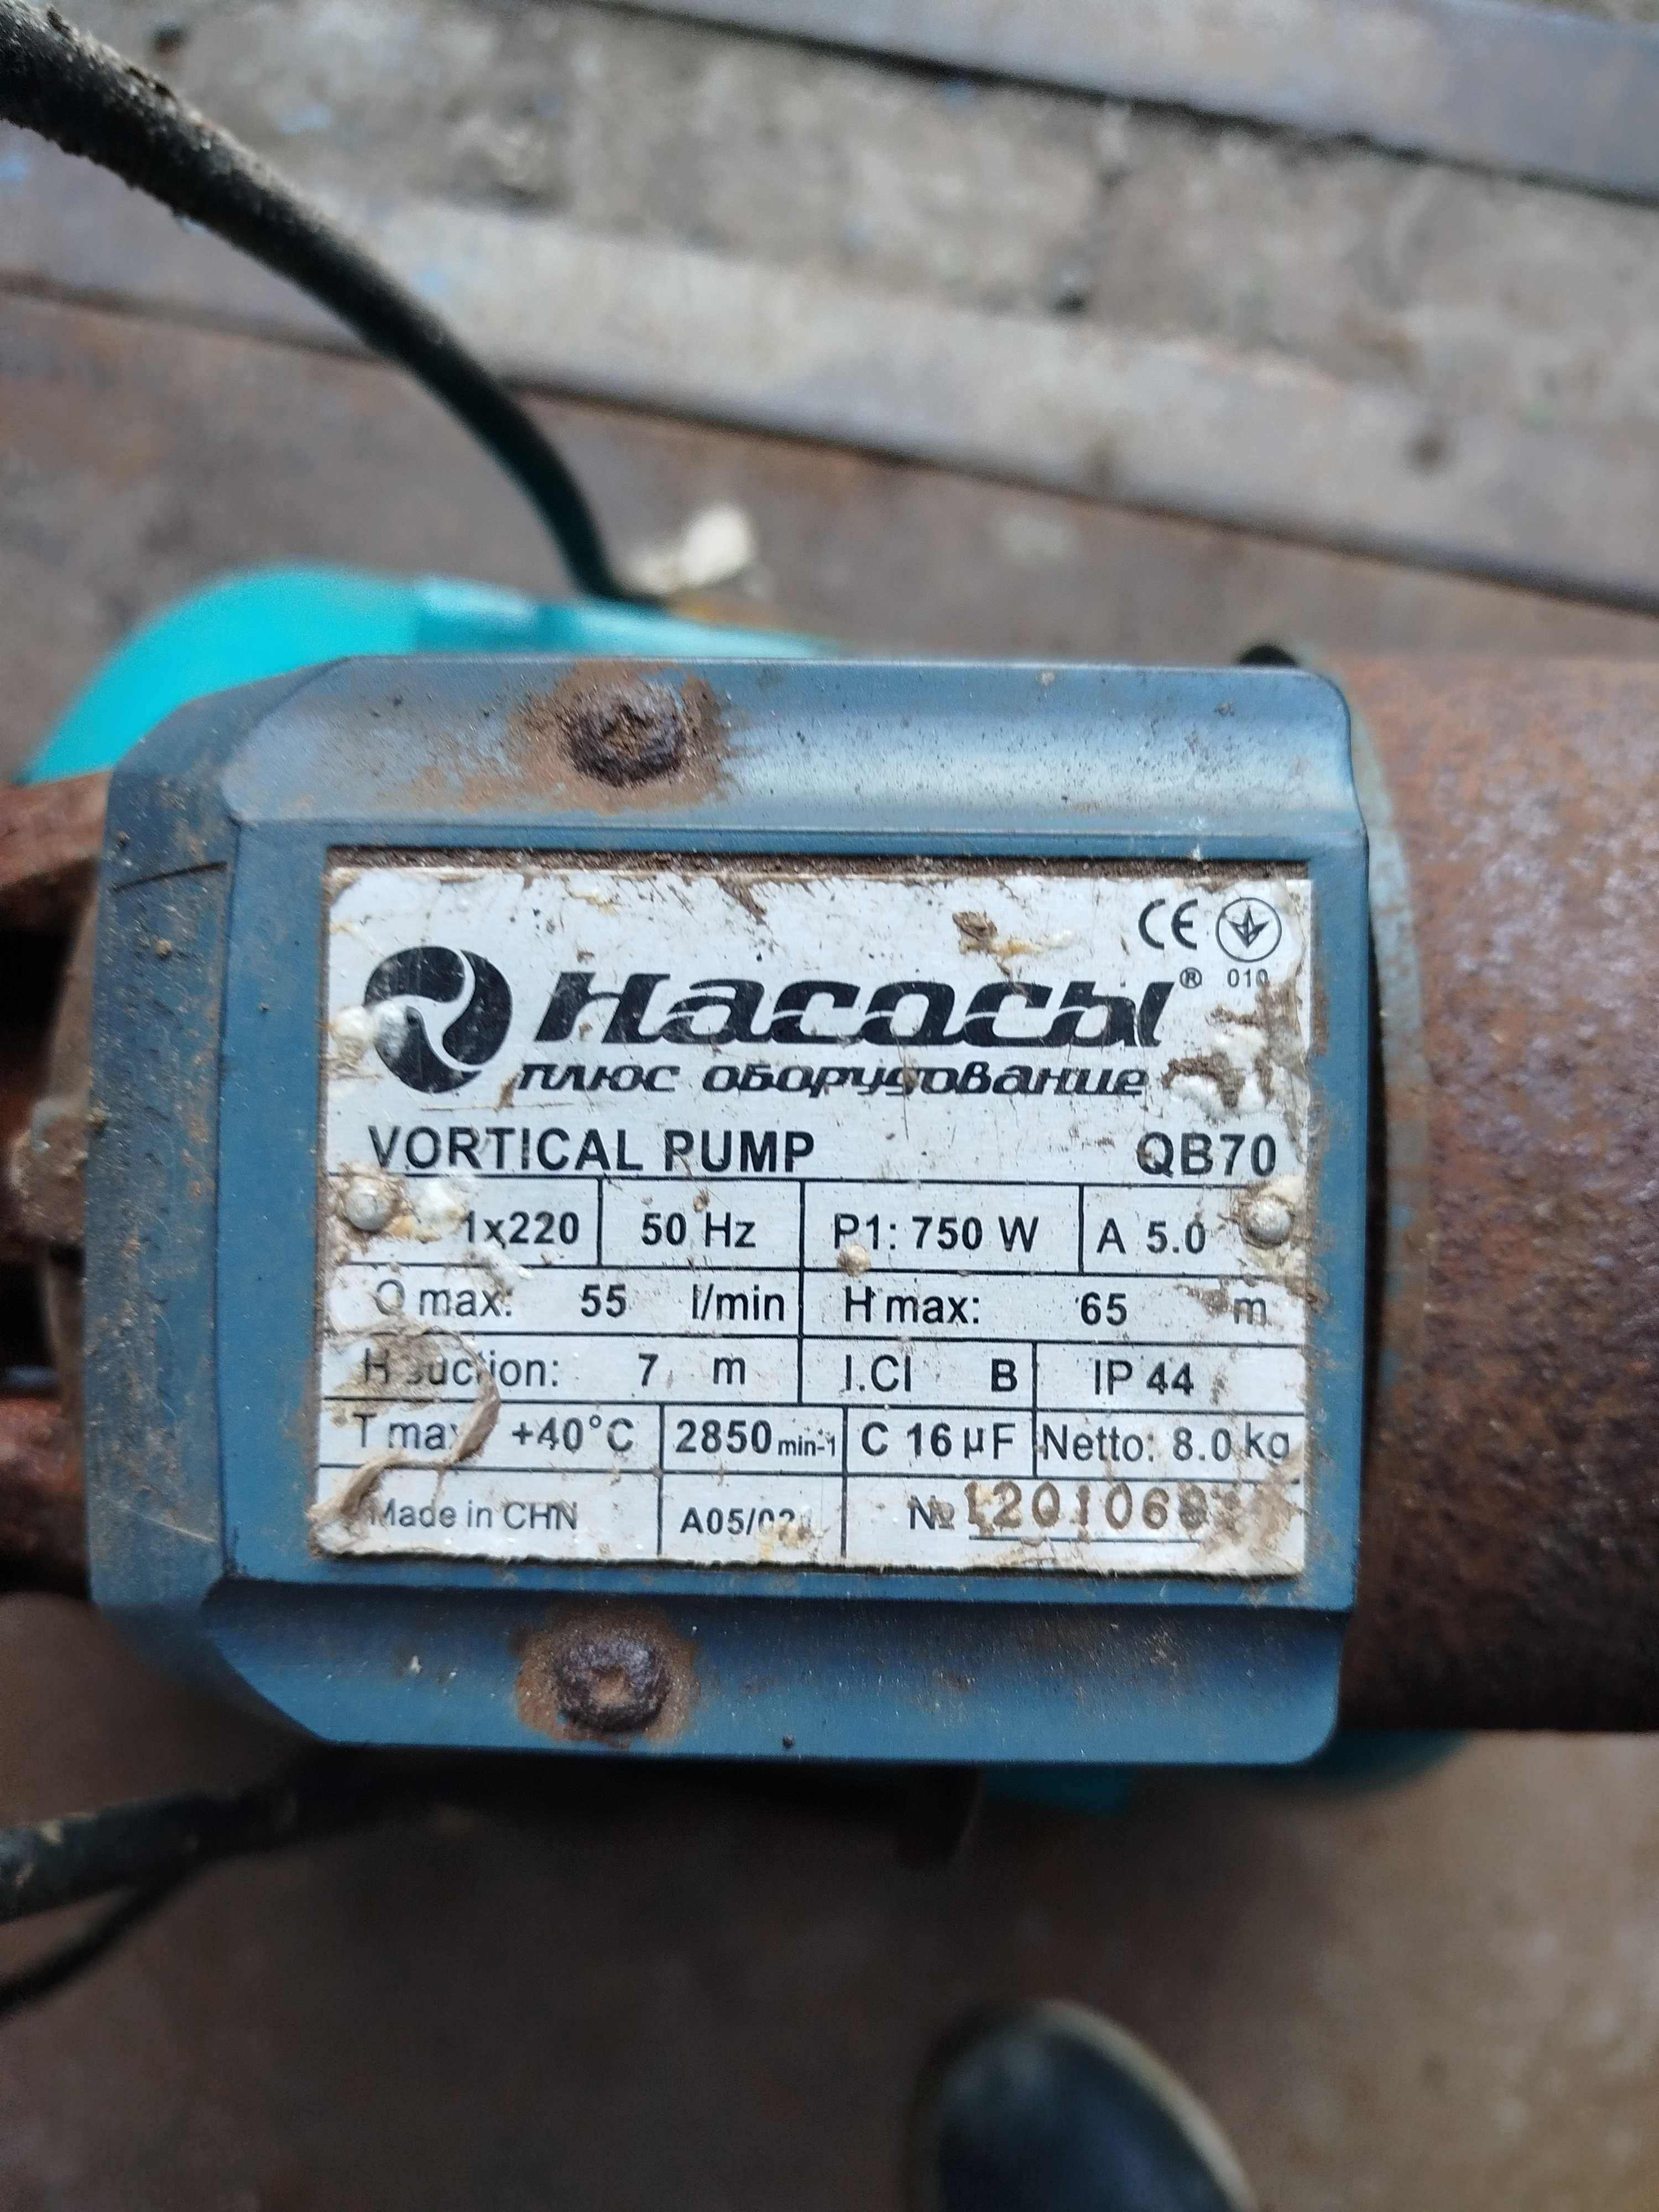 CE
Насосы®
010
плюс оборудование
VORTICAL PUMP QB70
1x220 50 Hz P1: 750 W A 5.0
Q max: 55 l/min H max: 65 m
H suction: 7 m I.Cl B IP 44
T max +40°C 2850 min-1 C 16 µF Netto: 8.0 kg
Made in CHN №